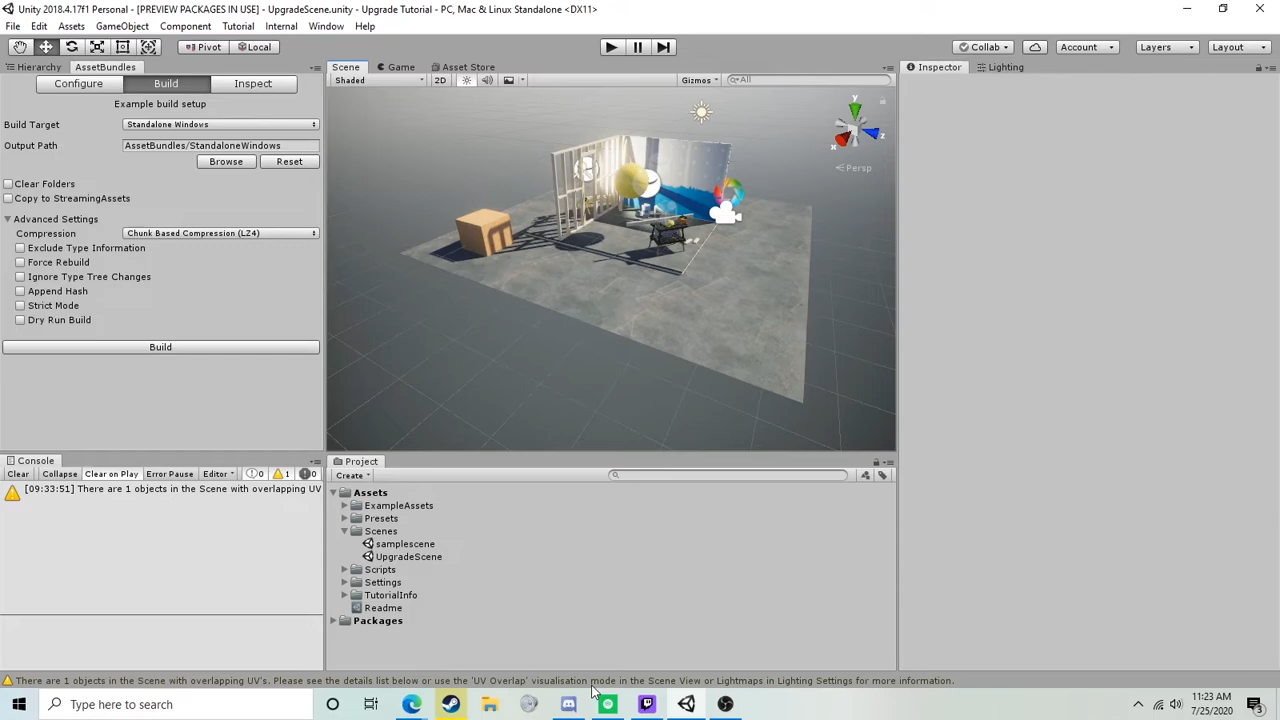 Unity 2018.4.17f1 Personal - [PREVIEW PACKAGES IN USE] - UpgradeScene.unity - Upgrade Tutorial - PC, Mac & Linux Standalone <DX11>
File Edit Assets GameObject Component Tutorial Internal Window Help
Pivot Local Collab Account Layers Layout
Hierarchy AssetBundles Scene Game Asset Store Inspector Lighting
Configure Build Inspect Shaded 2D Gizmos All
Example build setup
Build Target Standalone Windows
Output Path AssetBundles/StandaloneWindows
Browse Reset
Clear Folders
Copy to StreamingAssets
Advanced Settings
Compression Chunk Based Compression (LZ4)
Exclude Type Information
Force Rebuild
Ignore Type Tree Changes
Append Hash
Strict Mode
Dry Run Build
Build
y
x
z
Persp
Console Project
Clear Collapse Clear on Play Error Pause Editor 0 1 0 Create
[09:33:51] There are 1 objects in the Scene with overlapping UV
Assets
ExampleAssets
Presets
Scenes
samplescene
UpgradeScene
Scripts
Settings
TutorialInfo
Readme
Packages
There are 1 objects in the Scene with overlapping UV's. Please see the details list below or use the 'UV Overlap' visualisation mode in the Scene View or Lightmaps in Lighting Settings for more information.
Type here to search
11:23 AM
7/25/2020
3